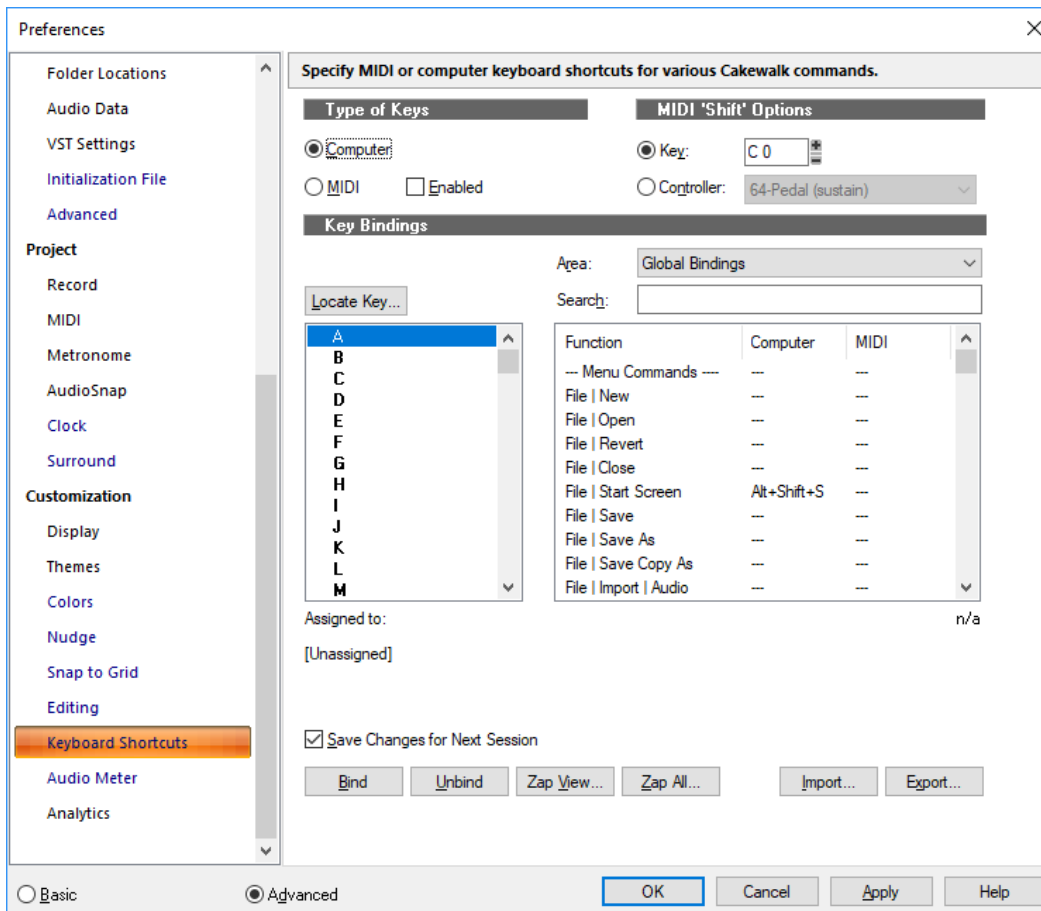 Preferences
Folder Locations
Audio Data
VST Settings
Initialization File
Advanced
Project
Record
MIDI
Metronome
AudioSnap
Clock
Surround
Customization
Display
Themes
Colors
Nudge
Snap to Grid
Editing
Keyboard Shortcuts
Audio Meter
Analytics
Specify MIDI or computer keyboard shortcuts for various Cakewalk commands.
Type of Keys
Computer
MIDI Enabled
MIDI 'Shift' Options
Key: C 0
Controller: 64-Pedal (sustain)
Key Bindings
Area: Global Bindings
Locate Key...
Search:
A
B
C
D
E
F
G
H
I
J
K
L
M
Function Computer MIDI
--- Menu Commands ---- --- ---
File | New --- ---
File | Open --- ---
File | Revert --- ---
File | Close --- ---
File | Start Screen Alt+Shift+S ---
File | Save --- ---
File | Save As --- ---
File | Save Copy As --- ---
File | Import | Audio --- ---
Assigned to: n/a
[Unassigned]
Save Changes for Next Session
Bind Unbind Zap View... Zap All... Import... Export...
Basic Advanced OK Cancel Apply Help